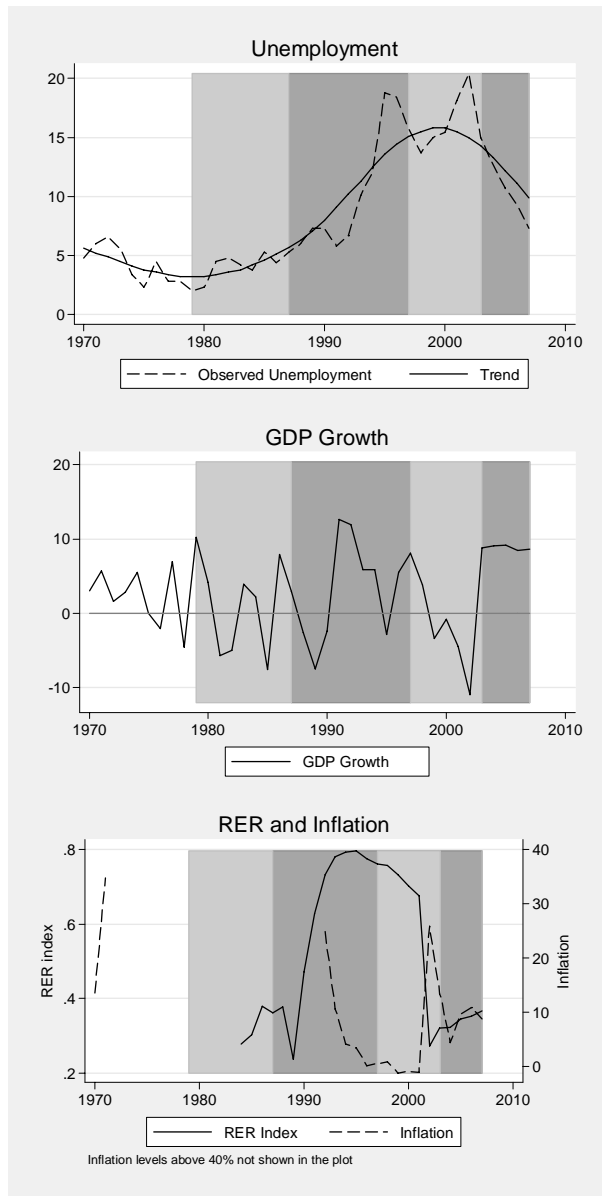 Unemployment
20
15
10
5
0
1970 1980 1990 2000 2010
Observed Unemployment Trend
GDP Growth
20
10
0
-10
1970 1980 1990 2000 2010
GDP Growth
RER and Inflation
.8
.6
.4
.2
RER index
40
30
20
10
0
Inflation
1970 1980 1990 2000 2010
RER Index Inflation
Inflation levels above 40% not shown in the plot